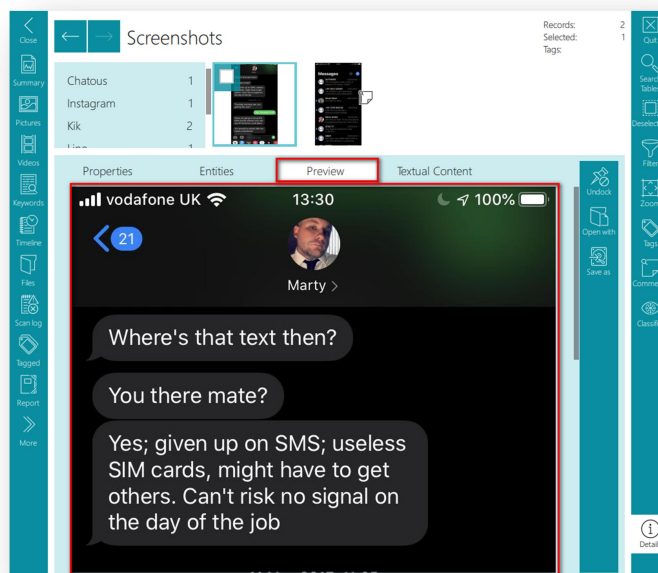 Close
Summary
Pictures
Videos
Keywords
Timeline
Files
Scan log
Tagged
Report
More
Screenshots
Records: 2
Selected: 1
Tags:
Chatous 1
Instagram 1
Kik 2
Messages
Properties Entities Preview Textual Content
vodafone UK 13:30 100%
21
Marty >
Where's that text then?
You there mate?
Yes; given up on SMS; useless
SIM cards, might have to get
others. Can't risk no signal on
the day of the job
Undock
Open with
Save as
Quit
Search
Tables
Deselect
Filter
Zoom
Tags
Comme
Classif
Detail